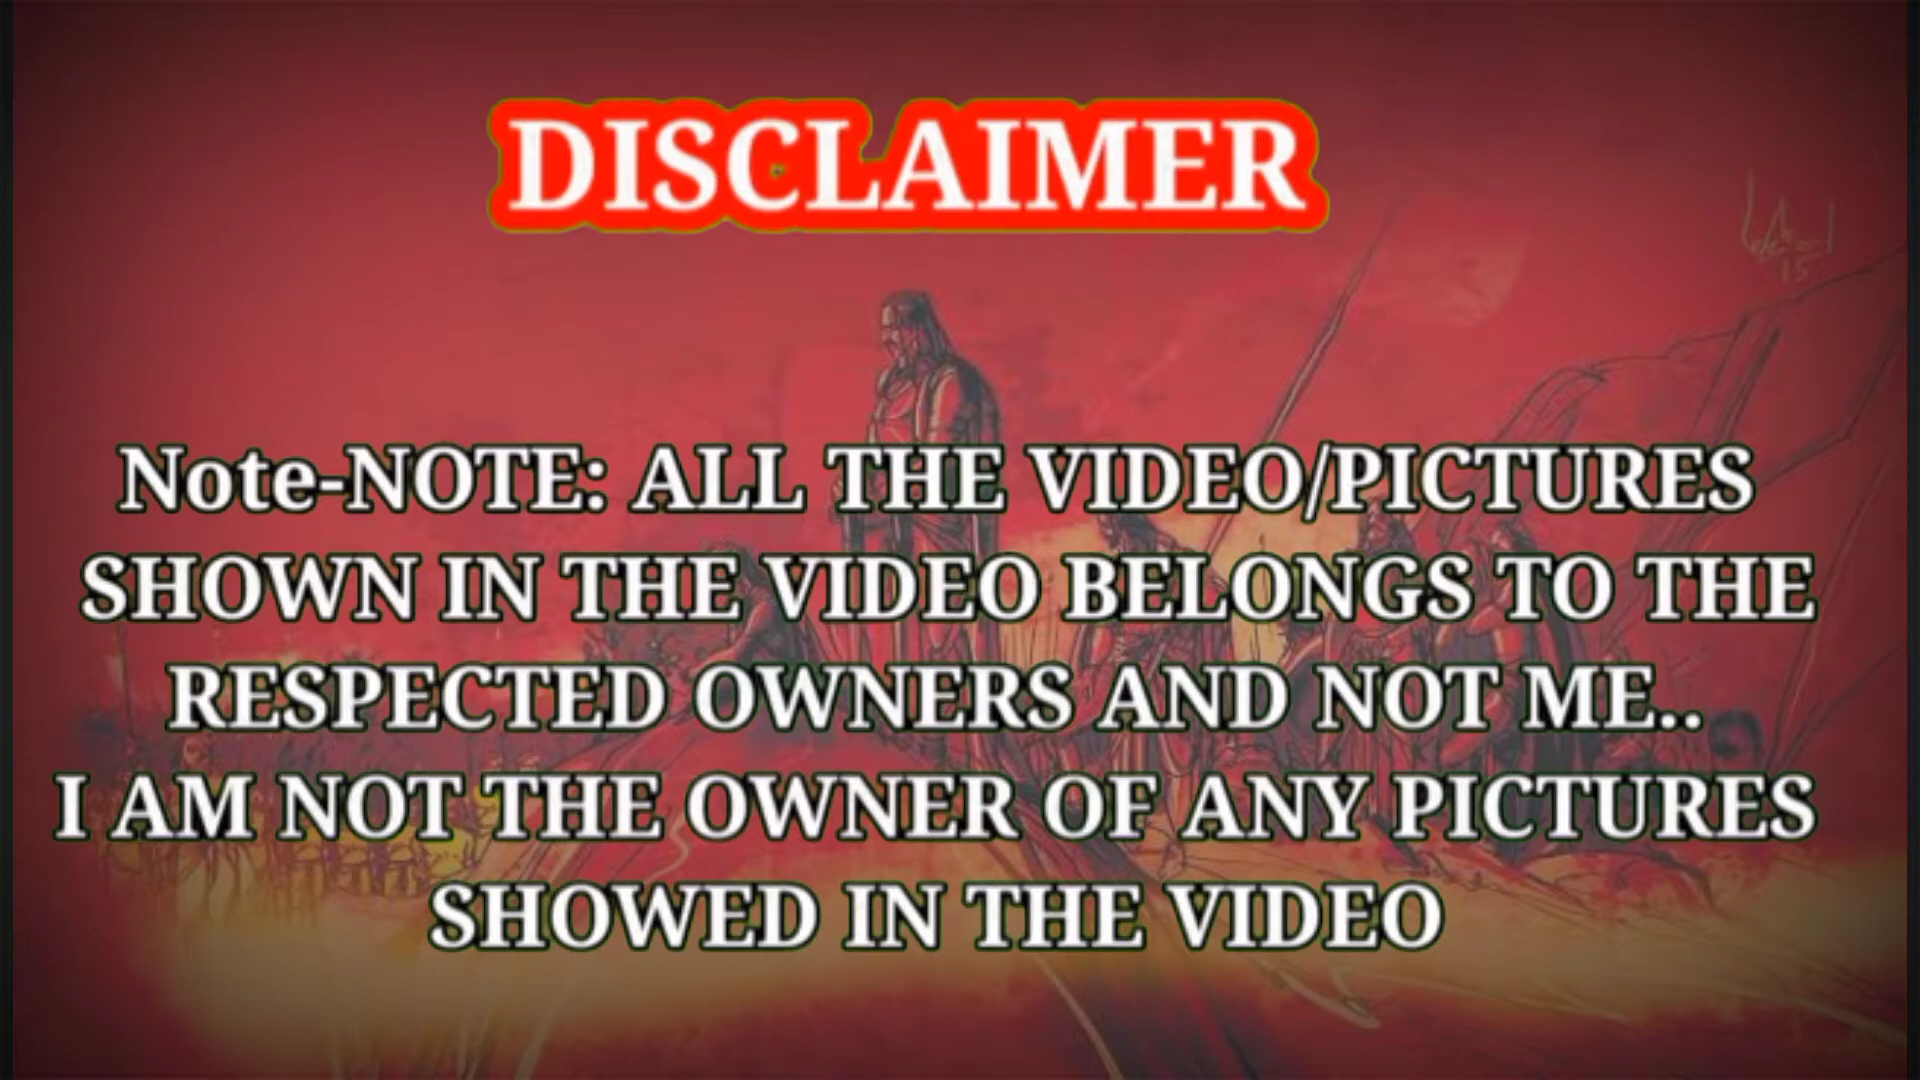 DISCLAIMER
Note-NOTE: ALL THE VIDEO/PICTURES
SHOWN IN THE VIDEO BELONGS TO THE
RESPECTED OWNERS AND NOT ME..
I AM NOT THE OWNER OF ANY PICTURES
SHOWED IN THE VIDEO